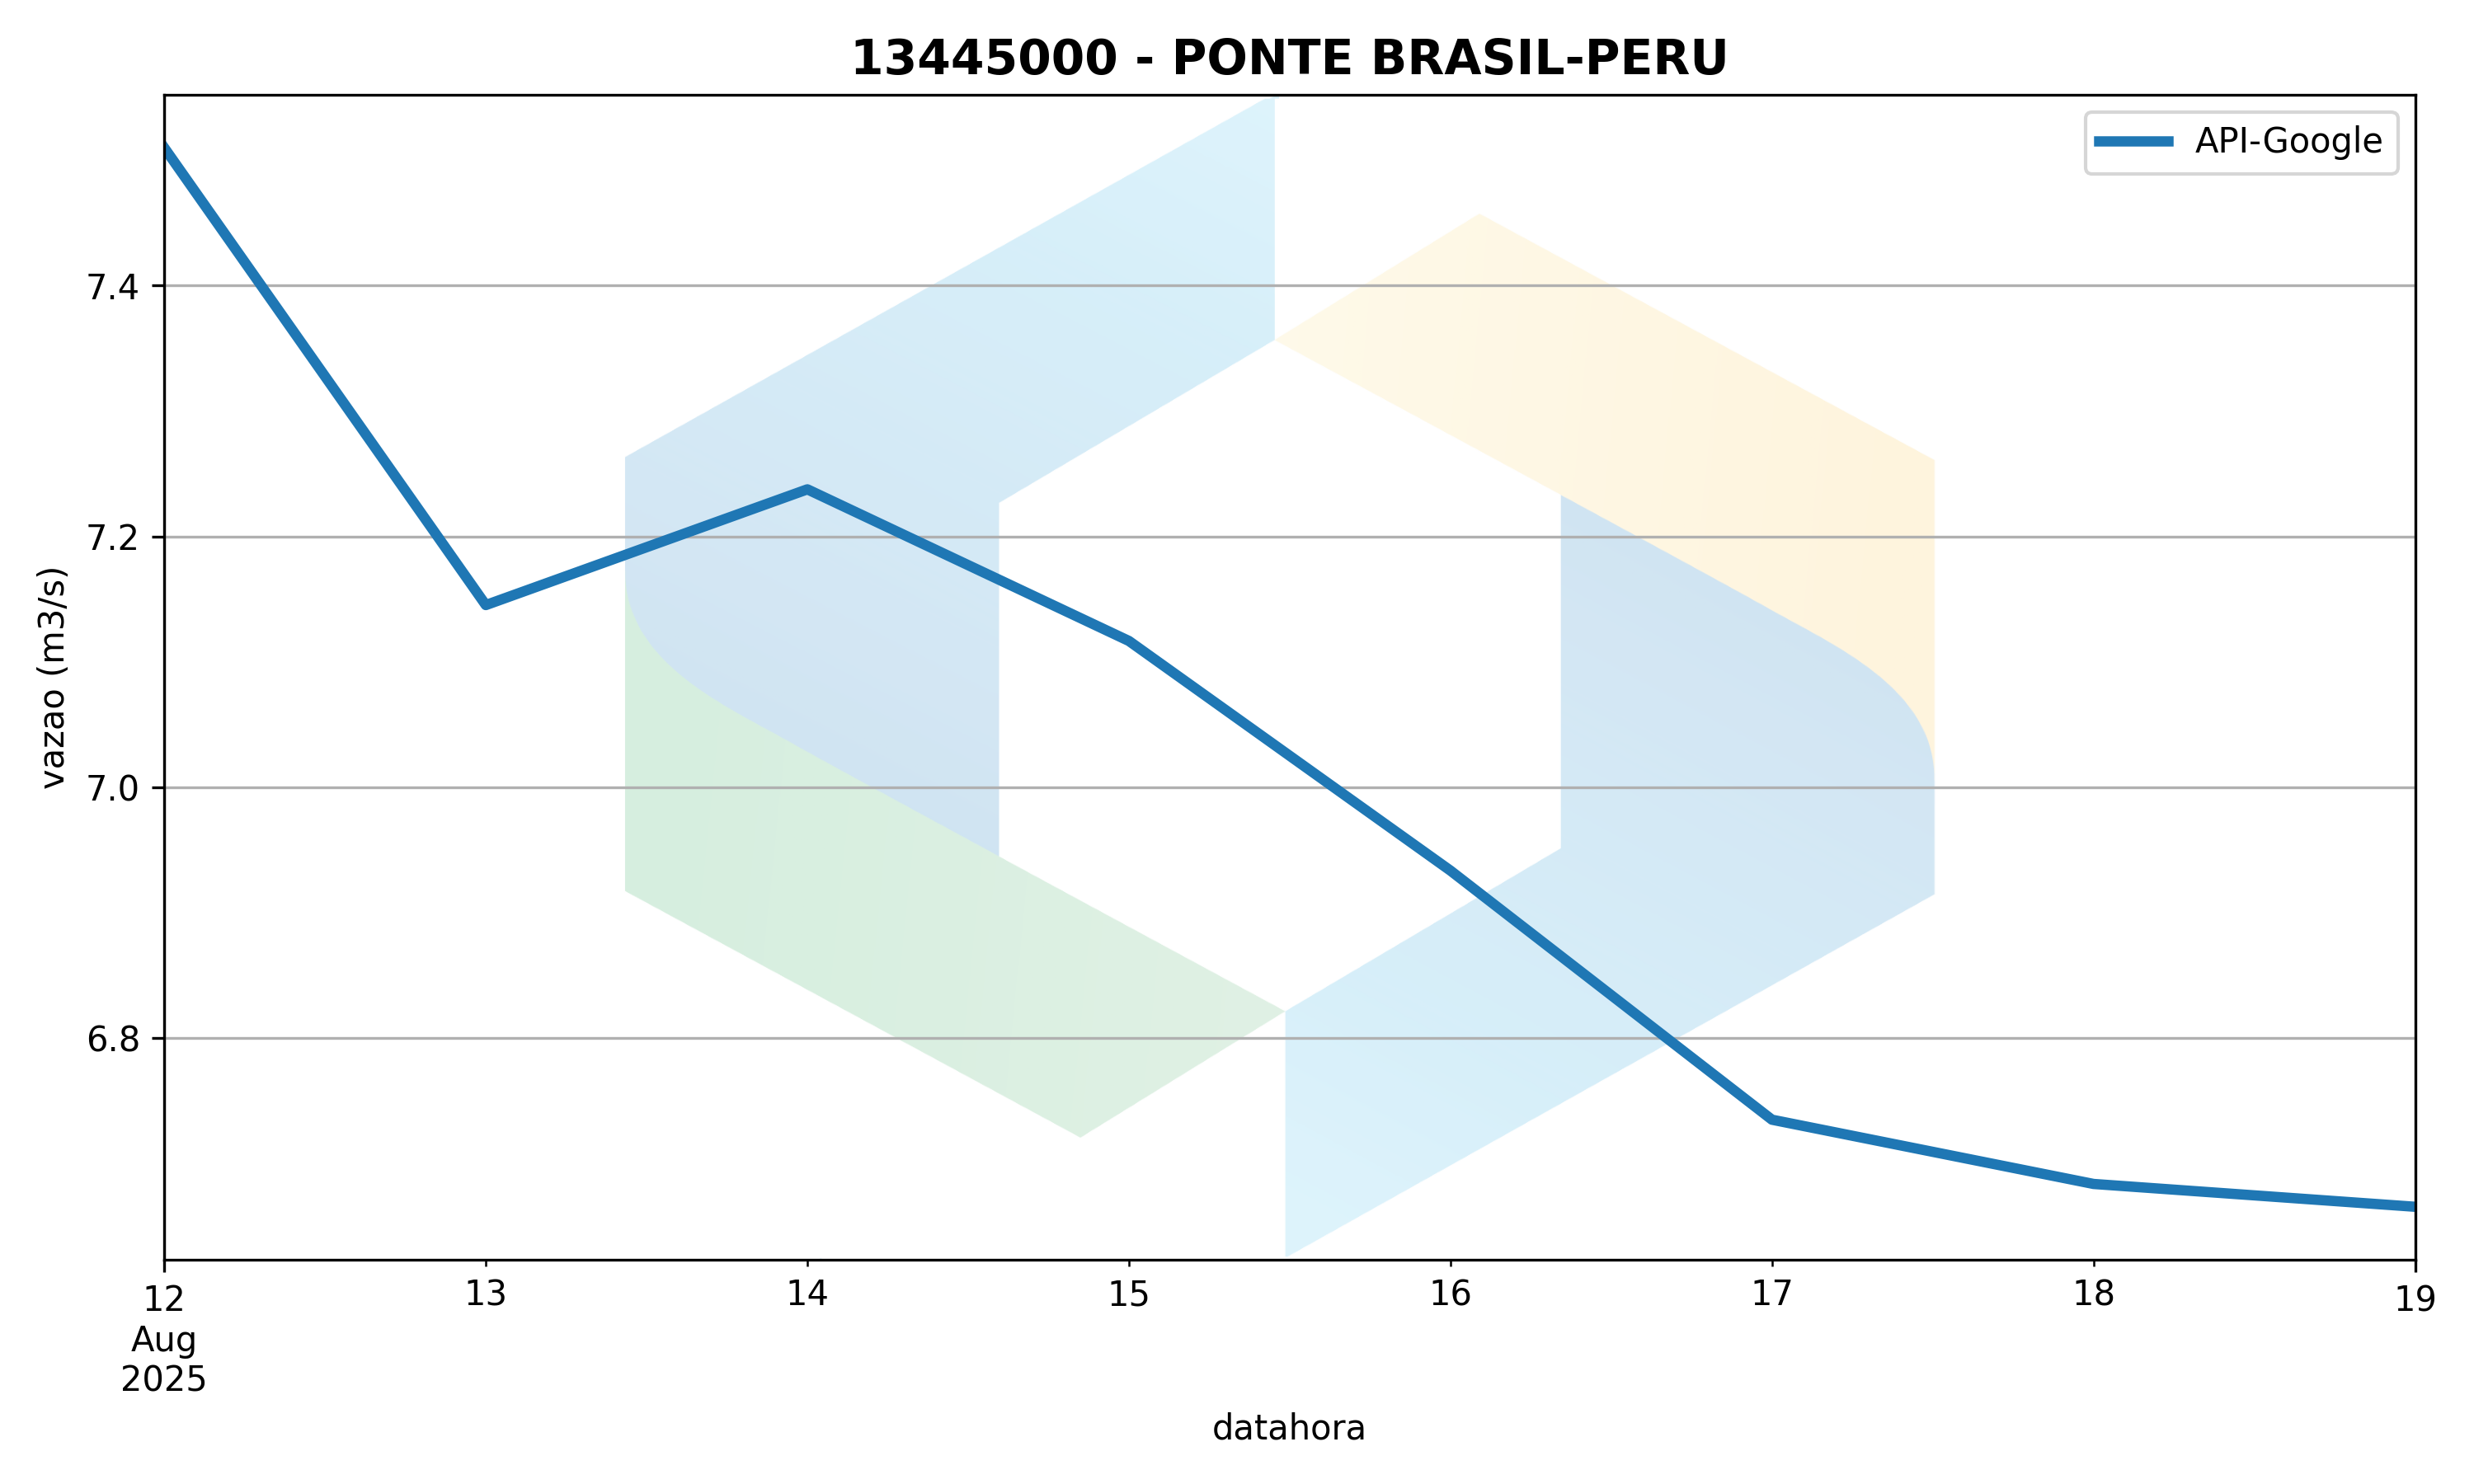 13445000 - PONTE BRASIL-PERU
API-Google
7.4
7.2
7.0
6.8
vazao (m3/s)
12 13 14 15 16 17 18 19
Aug
2025
datahora